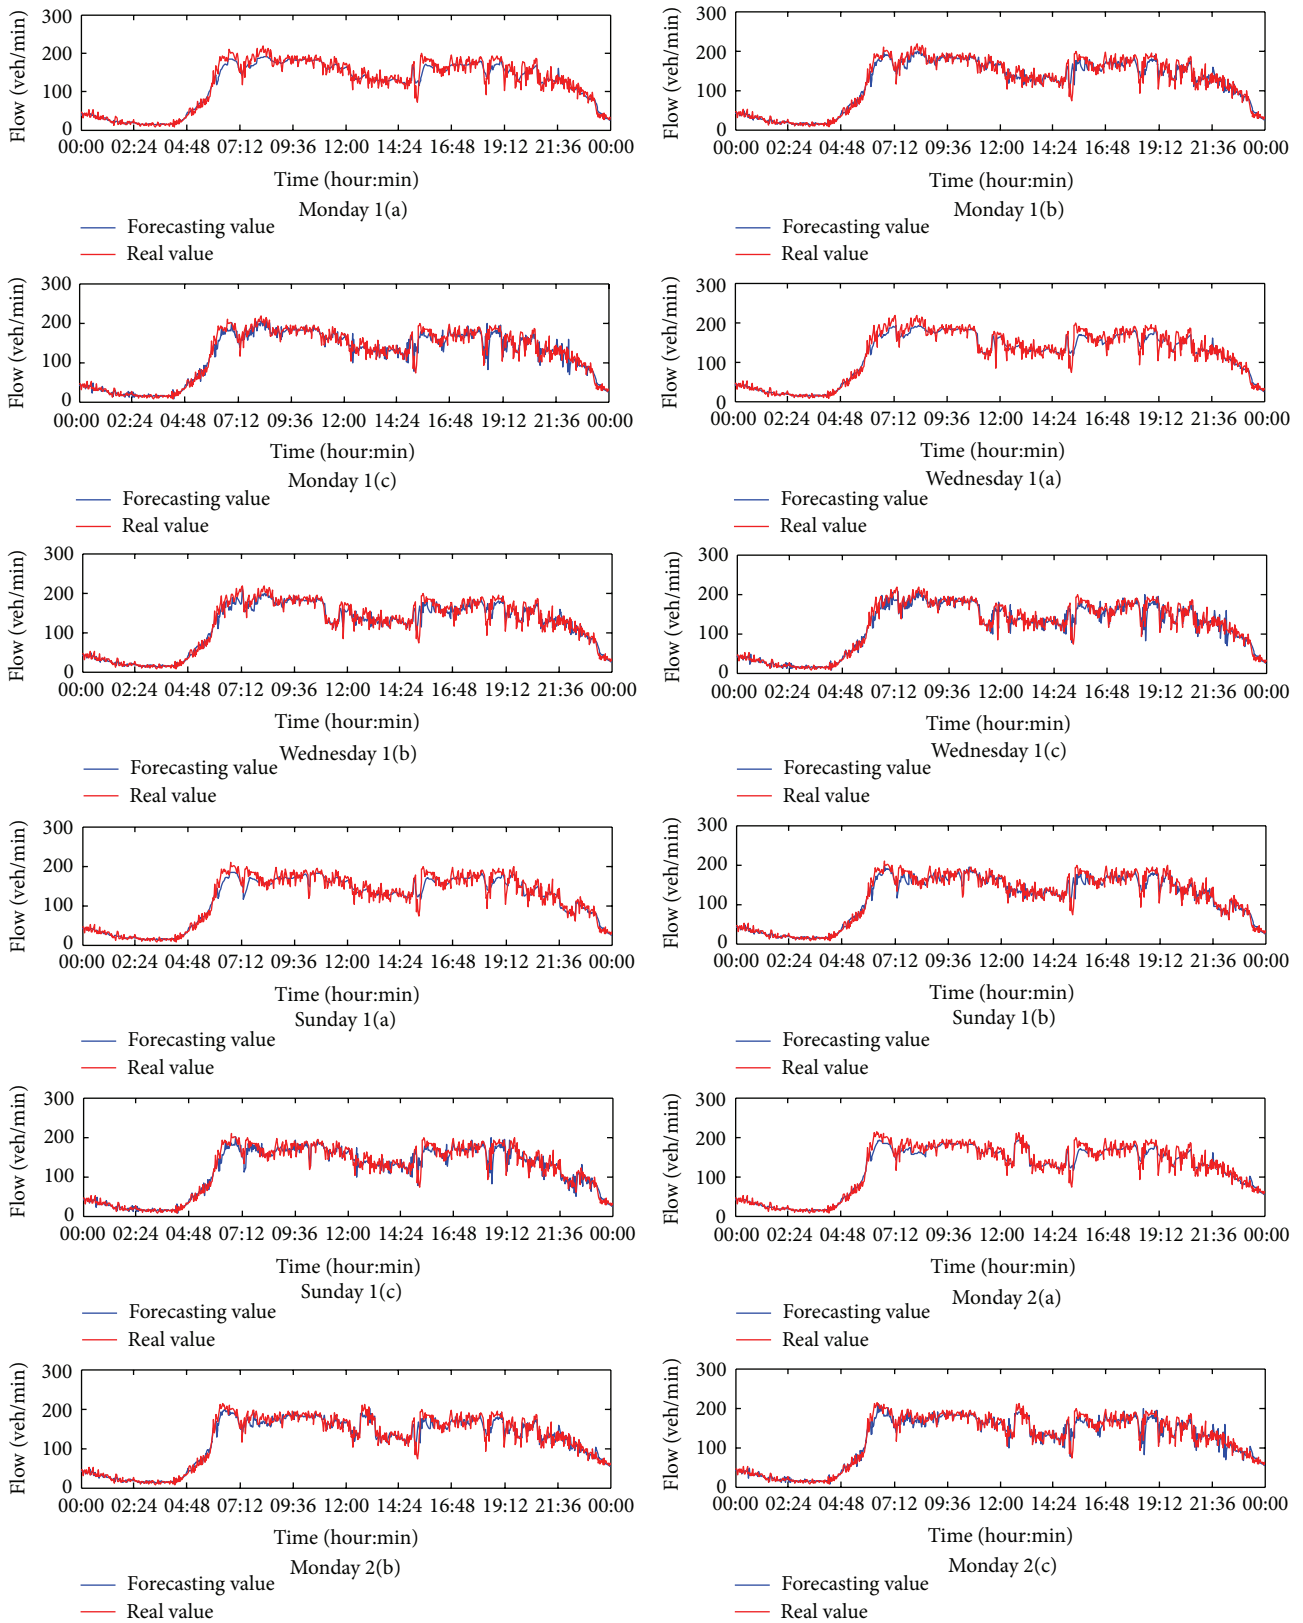 Flow (veh/min)
300
200
100
0
00:00 02:24 04:48 07:12 09:36 12:00 14:24 16:48 19:12 21:36 00:00
Time (hour:min)
Monday 1(a)
Forecasting value
Real value
Flow (veh/min)
300
200
100
0
00:00 02:24 04:48 07:12 09:36 12:00 14:24 16:48 19:12 21:36 00:00
Time (hour:min)
Monday 1(b)
Forecasting value
Real value
Flow (veh/min)
300
200
100
0
00:00 02:24 04:48 07:12 09:36 12:00 14:24 16:48 19:12 21:36 00:00
Time (hour:min)
Monday 1(c)
Forecasting value
Real value
Flow (veh/min)
300
200
100
0
00:00 02:24 04:48 07:12 09:36 12:00 14:24 16:48 19:12 21:36 00:00
Time (hour:min)
Wednesday 1(a)
Forecasting value
Real value
Flow (veh/min)
300
200
100
0
00:00 02:24 04:48 07:12 09:36 12:00 14:24 16:48 19:12 21:36 00:00
Time (hour:min)
Wednesday 1(b)
Forecasting value
Real value
Flow (veh/min)
300
200
100
0
00:00 02:24 04:48 07:12 09:36 12:00 14:24 16:48 19:12 21:36 00:00
Time (hour:min)
Wednesday 1(c)
Forecasting value
Real value
Flow (veh/min)
300
200
100
0
00:00 02:24 04:48 07:12 09:36 12:00 14:24 16:48 19:12 21:36 00:00
Time (hour:min)
Sunday 1(a)
Forecasting value
Real value
Flow (veh/min)
300
200
100
0
00:00 02:24 04:48 07:12 09:36 12:00 14:24 16:48 19:12 21:36 00:00
Time (hour:min)
Sunday 1(b)
Forecasting value
Real value
Flow (veh/min)
300
200
100
0
00:00 02:24 04:48 07:12 09:36 12:00 14:24 16:48 19:12 21:36 00:00
Time (hour:min)
Sunday 1(c)
Forecasting value
Real value
Flow (veh/min)
300
200
100
0
00:00 02:24 04:48 07:12 09:36 12:00 14:24 16:48 19:12 21:36 00:00
Time (hour:min)
Monday 2(a)
Forecasting value
Real value
Flow (veh/min)
300
200
100
0
00:00 02:24 04:48 07:12 09:36 12:00 14:24 16:48 19:12 21:36 00:00
Time (hour:min)
Monday 2(b)
Forecasting value
Real value
Flow (veh/min)
300
200
100
0
00:00 02:24 04:48 07:12 09:36 12:00 14:24 16:48 19:12 21:36 00:00
Time (hour:min)
Monday 2(c)
Forecasting value
Real value